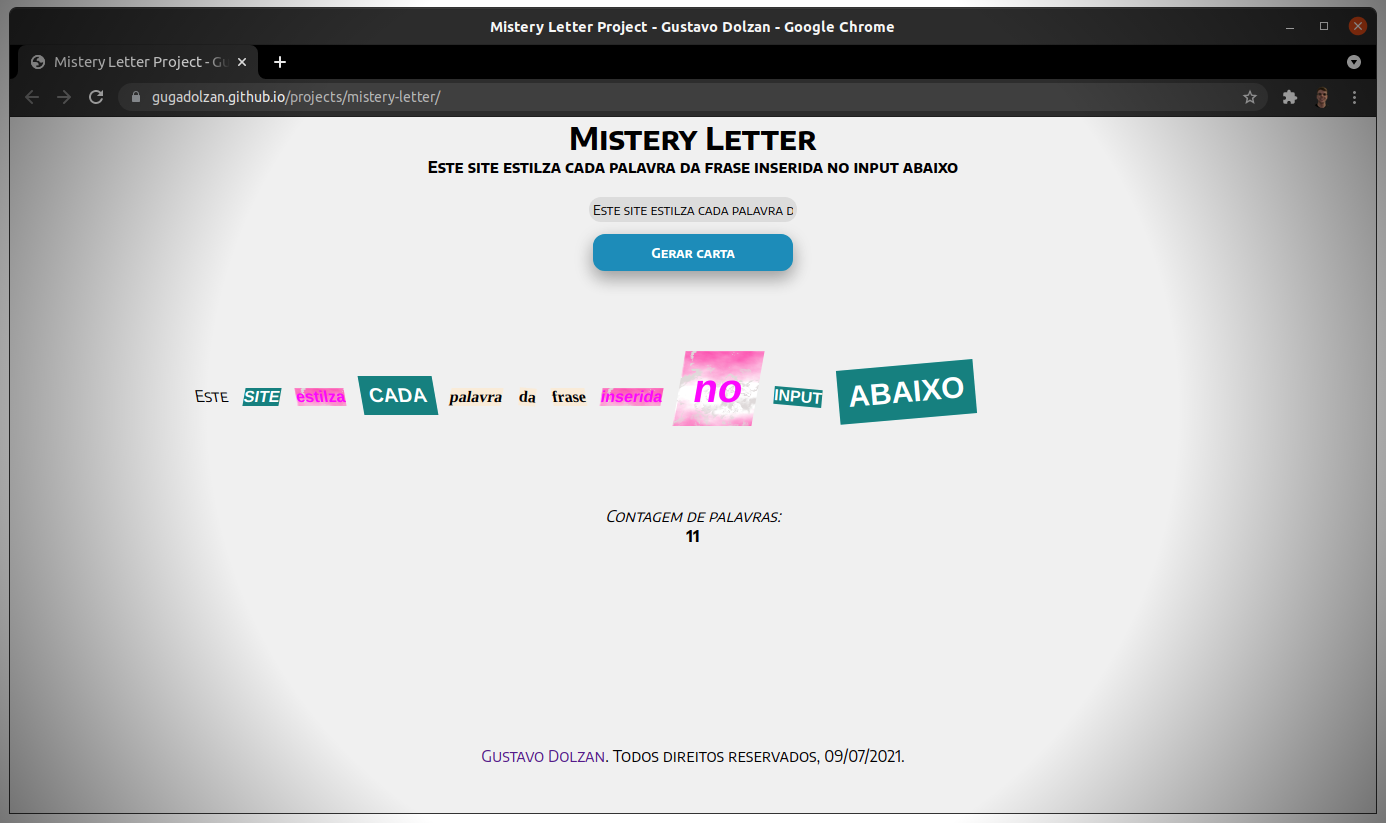 Mistery Letter Project - Gustavo Dolzan - Google Chrome
Mistery Letter Project - Gu
gugadolzan.github.io/projects/mistery-letter/
Mistery Letter
Este site estilza cada palavra da frase inserida no input abaixo
Este site estilza cada palavra d
Gerar carta
Este SITE estilza CADA palavra da frase inserida no INPUT ABAIXO
Contagem de palavras:
11
Gustavo Dolzan. Todos direitos reservados, 09/07/2021.